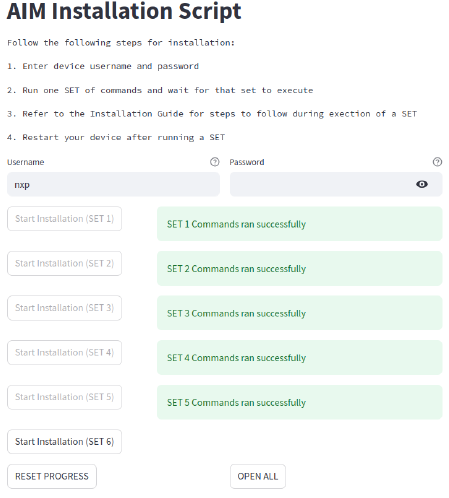 AIM Installation Script
Follow the following steps for installation:
1. Enter device username and password
2. Run one SET of commands and wait for that set to execute
3. Refer to the Installation Guide for steps to follow during exection of a SET
4. Restart your device after running a SET
Username ? Password ?
nxp
Start Installation (SET 1) SET 1 Commands ran successfully
Start Installation (SET 2) SET 2 Commands ran successfully
Start Installation (SET 3) SET 3 Commands ran successfully
Start Installation (SET 4) SET 4 Commands ran successfully
Start Installation (SET 5) SET 5 Commands ran successfully
Start Installation (SET 6)
RESET PROGRESS OPEN ALL